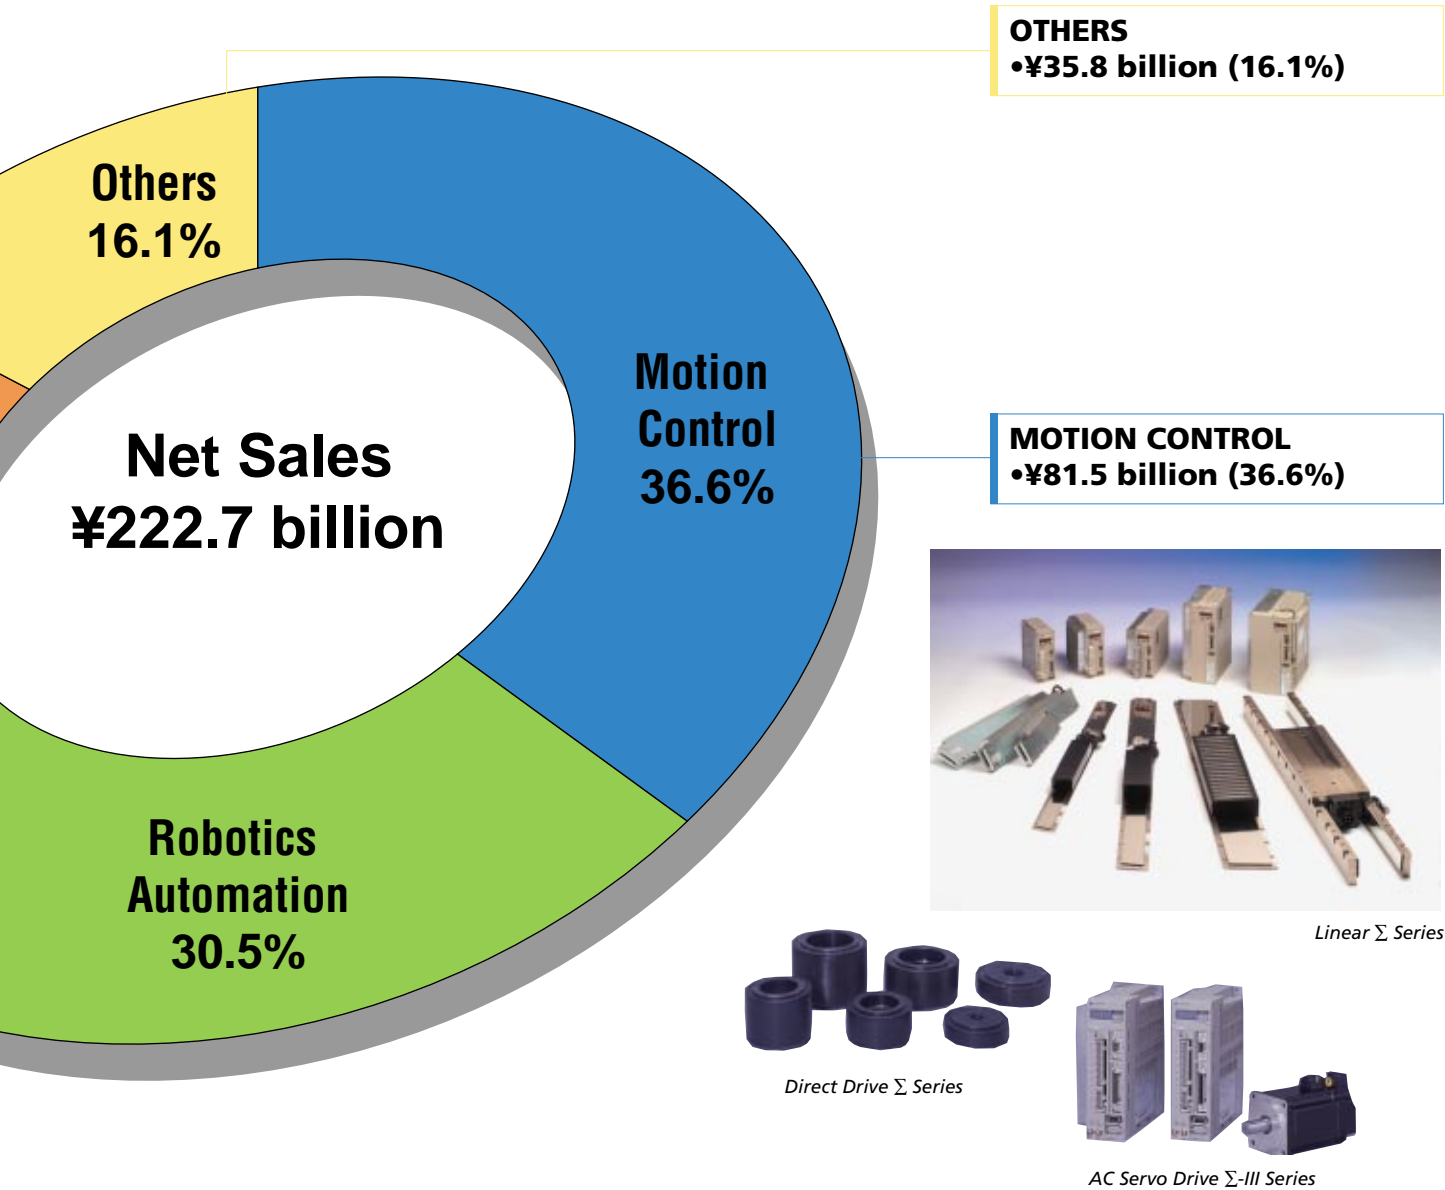 OTHERS
•¥35.8 billion (16.1%)
Others
16.1%
Motion
Control
36.6%
Net Sales
¥222.7 billion
MOTION CONTROL
•¥81.5 billion (36.6%)
Robotics
Automation
30.5%
Linear ∑ Series
Direct Drive ∑ Series
AC Servo Drive ∑-III Series